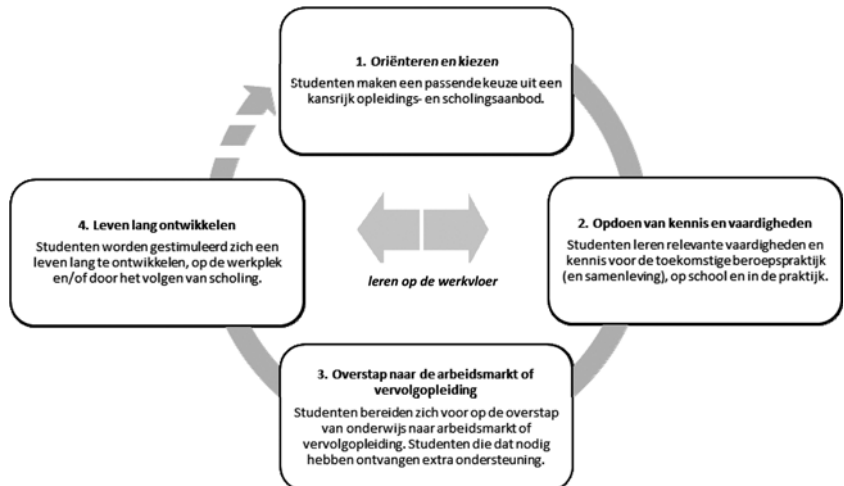 1. Oriënteren en kiezen
Studenten maken een passende keuze uit een
kansrijk opleidings- en scholingsaanbod.
2. Opdoen van kennis en vaardigheden
Studenten leren relevante vaardigheden en
kennis voor de toekomstige beroepspraktijk
(en samenleving), op school en in de praktijk.
3. Overstap naar de arbeidsmarkt of
vervolgopleiding
Studenten bereiden zich voor op de overstap
van onderwijs naar arbeidsmarkt of
vervolgopleiding. Studenten die dat nodig
hebben ontvangen extra ondersteuning.
4. Leven lang ontwikkelen
Studenten worden gestimuleerd zich een
leven lang te ontwikkelen, op de werkplek
en/of door het volgen van scholing.
leren op de werkvloer